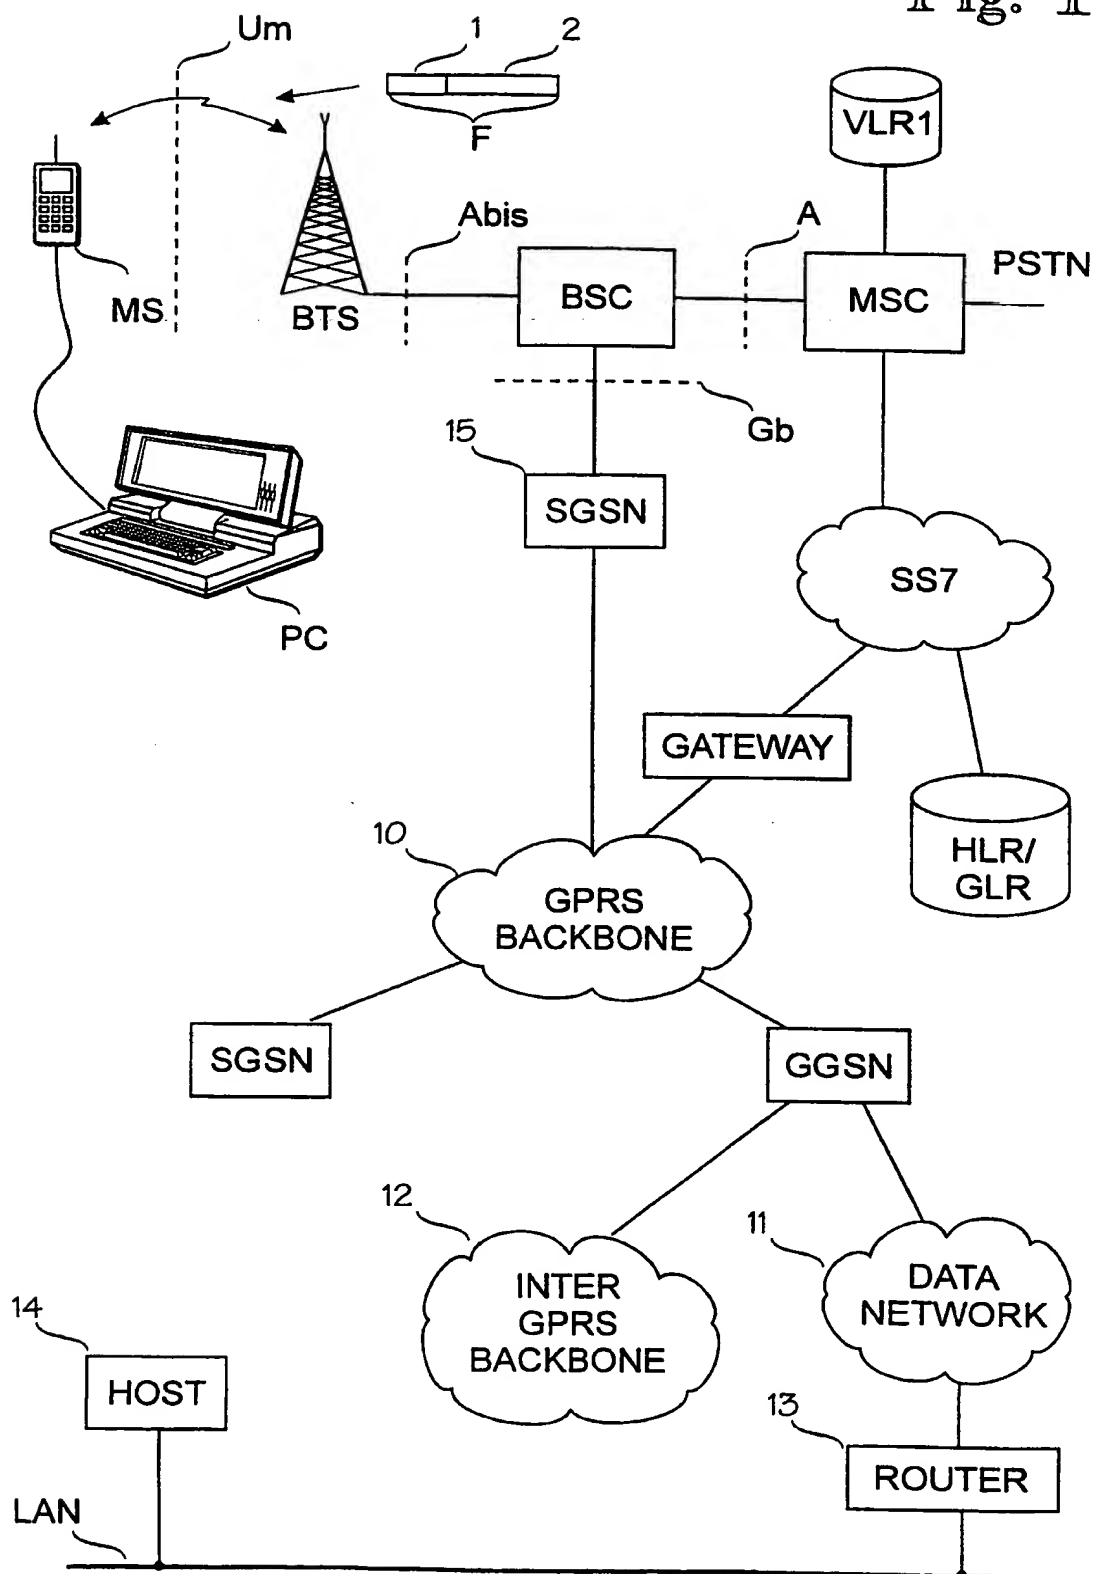 Fig. 1
Um
1
2
F
VLR1
Abis
A
PSTN
MS
BTS
BSC
MSC
Gb
15
SGSN
SS7
PC
GATEWAY
10
HLR/
GLR
GPRS
BACKBONE
SGSN
GGSN
12
11
INTER
GPRS
BACKBONE
DATA
NETWORK
14
HOST
13
ROUTER
LAN